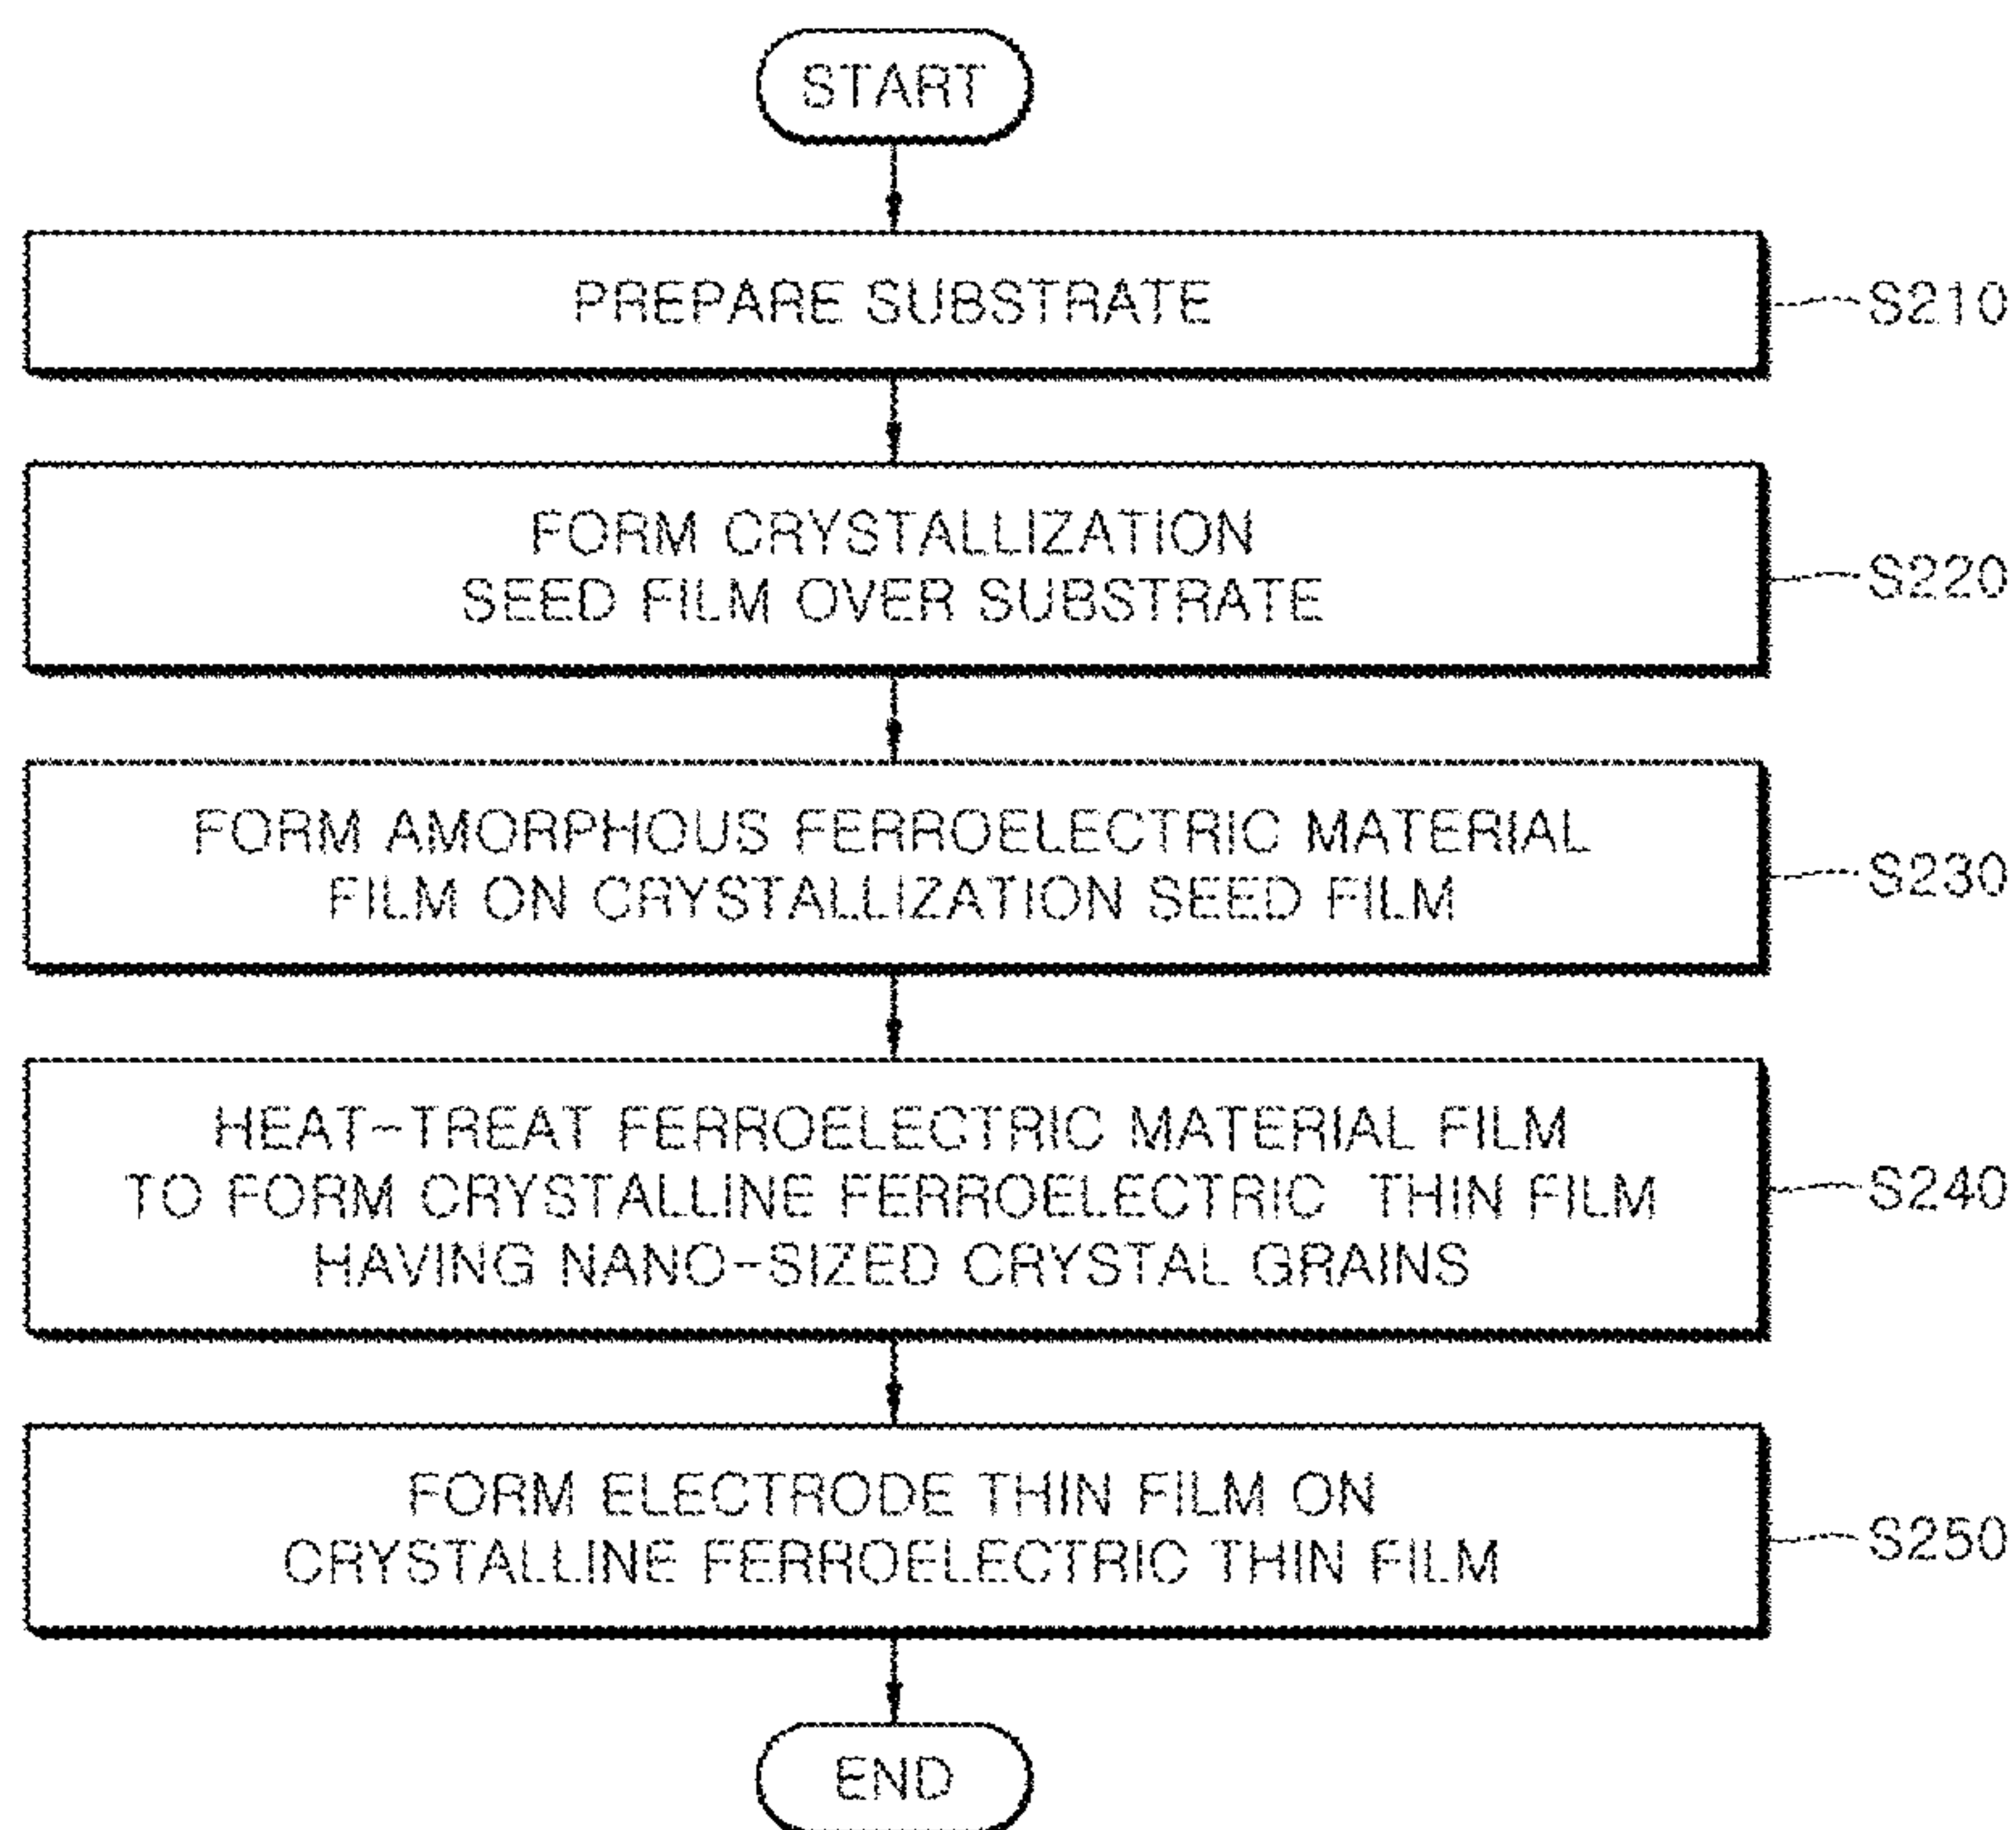 START
PREPARE SUBSTRATE
S210
FORM CRYSTALLIZATION
SEED FILM OVER SUBSTRATE
S220
FORM AMORPHOUS FERROELECTRIC MATERIAL
FILM ON CRYSTALLIZATION SEED FILM
S230
HEAT-TREAT FERROELECTRIC MATERIAL FILM
TO FORM CRYSTALLINE FERROELECTRIC THIN FILM
HAVING NANO-SIZED CRYSTAL GRAINS
S240
FORM ELECTRODE THIN FILM ON
CRYSTALLINE FERROELECTRIC THIN FILM
S250
END